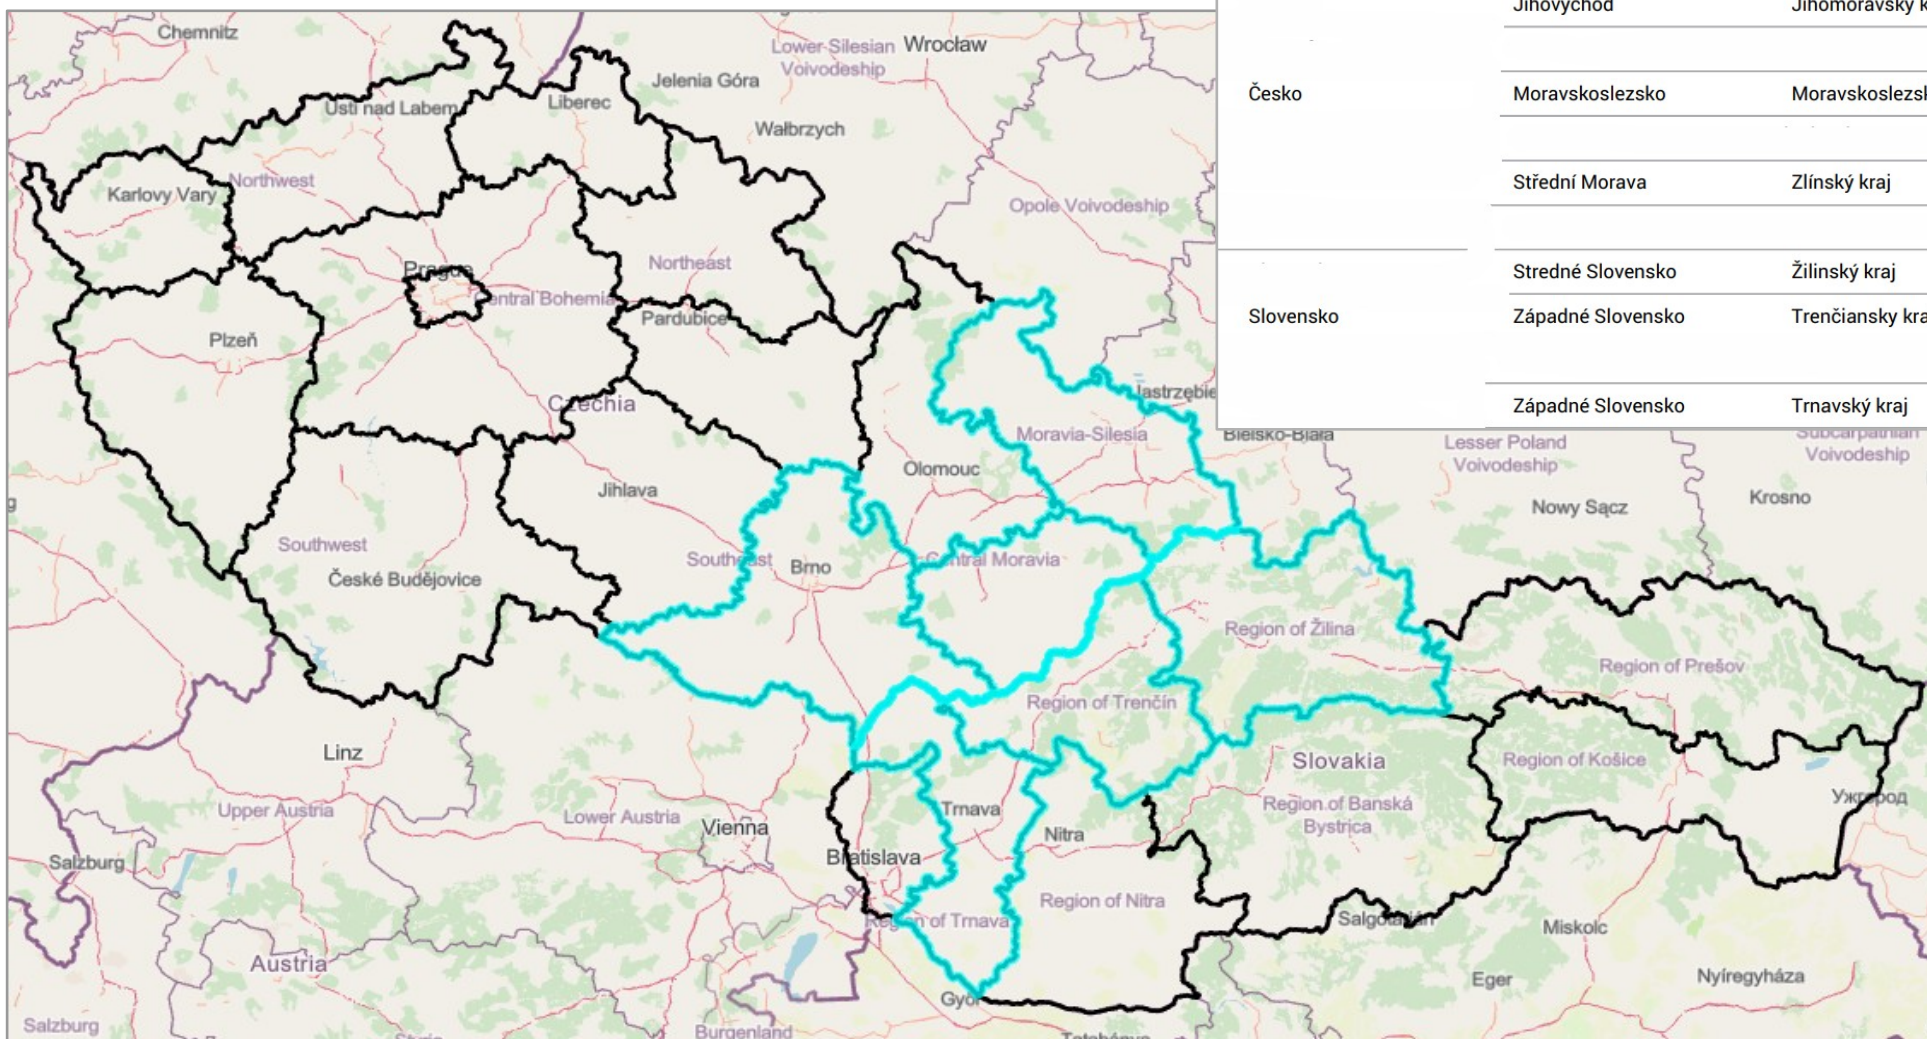 Jihovýchod
Česko
Moravskoslezsko
Střední Morava
Zlínský kraj
Stredné Slovensko
Žilinský kraj
Slovensko
Západné Slovensko
Trenčiansky
Západné Slovensko
Trnavský kraj
Chemnitz
Lower Silesian
Voivodeship
Wrocław
Jelenia Góra
Ústí nad Labem
Liberec
Wałbrzych
Karlovy Vary
Northwest
Opole Voivodeship
Prague
Central Bohemia
Northeast
Pardubice
Plzeň
Czechia
Moravia-Silesia
Bielsko-Biała
Lesser Poland
Voivodeship
Subcarpathian
Voivodeship
Olomouc
Jihlava
Nowy Sącz
Krosno
Southwest
Southeast
Brno
Central Moravia
České Budějovice
Region of Žilina
Region of Prešov
Region of Trenčín
Linz
Slovakia
Region of Košice
Upper Austria
Lower Austria
Vienna
Trnava
Nitra
Region of Banská
Bystrica
Ужгород
Salzburg
Bratislava
Region of Trnava
Region of Nitra
Salgótarján
Miskolc
Austria
Eger
Nyíregyháza
Győr
Salzburg
Burgenland